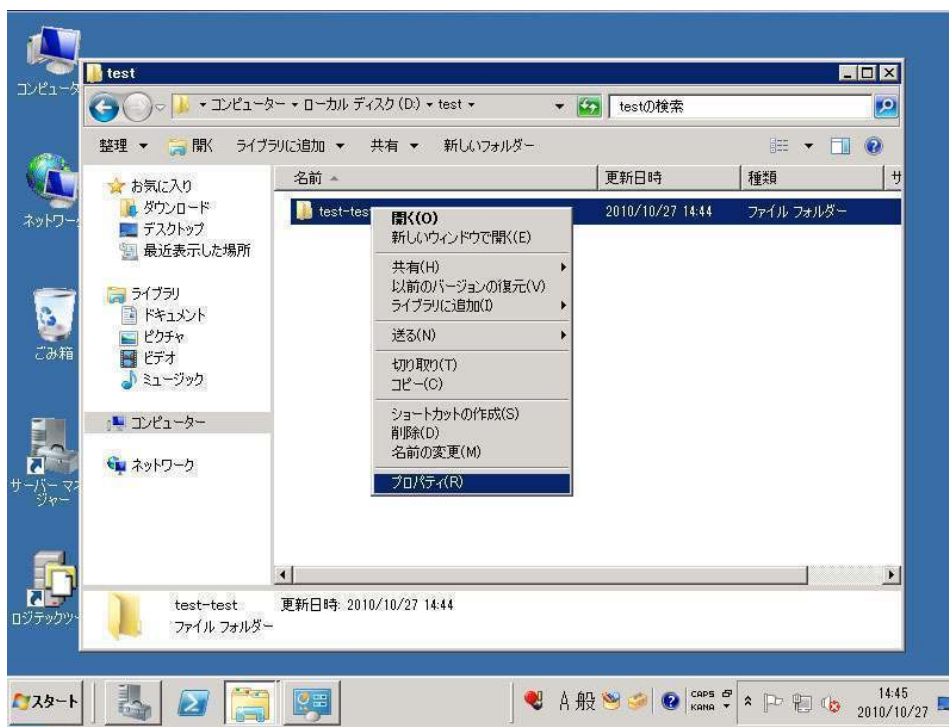 コンピュータ
ネットワー
ごみ箱
サーバー マネ
ジャー
ロジテックツー
test
コンピューター ▾ ローカル ディスク (D:) ▾ test ▾
testの検索
整理 ▼ 開く ライブラリに追加 ▼ 共有 ▼ 新しいフォルダー
お気に入り
ダウンロード
デスクトップ
最近表示した場所
ライブラリ
ドキュメント
ピクチャ
ビデオ
ミュージック
コンピューター
ネットワーク
名前 更新日時 種類 サ
test-tes 2010/10/27 14:44 ファイル フォルダー
開く(O)
新しいウィンドウで開く(E)
共有(H)
以前のバージョンの復元(V)
ライブラリに追加(I)
送る(N)
切り取り(T)
コピー(C)
ショートカットの作成(S)
削除(D)
名前の変更(M)
プロパティ(R)
test-test 更新日時: 2010/10/27 14:44
ファイル フォルダー
スタート
A 般
CAPS
KANA
14:45
2010/10/27